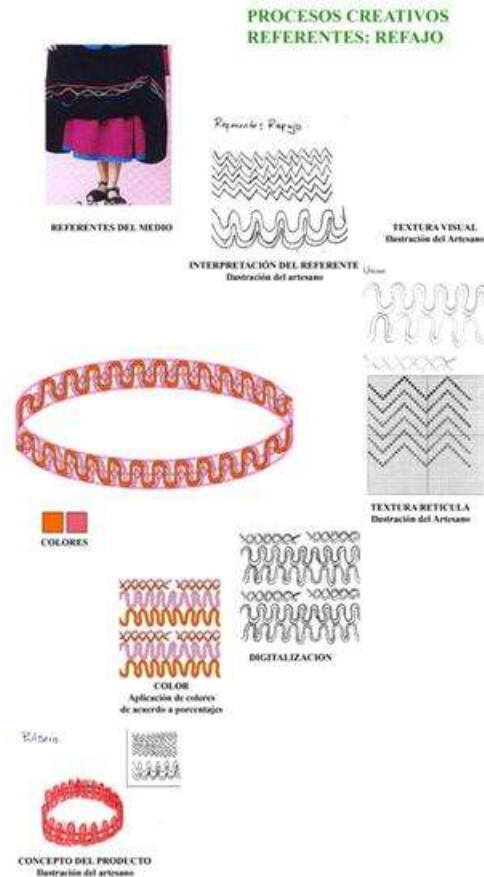 PROCESOS CREATIVOS
REFERENTES: REFAJO
Referente: Refajo
REFERENTES DEL MEDIO
INTERPRETACIÓN DEL REFERENTE
Ilustración del artesano
TEXTURA VISUAL
Ilustración del Artesano
TEXTURA RETICULA
Ilustración del Artesano
COLORES
DIGITALIZACION
COLOR
Aplicación de colores
de acuerdo a porcentajes
CONCEPTO DEL PRODUCTO
Ilustración del artesano